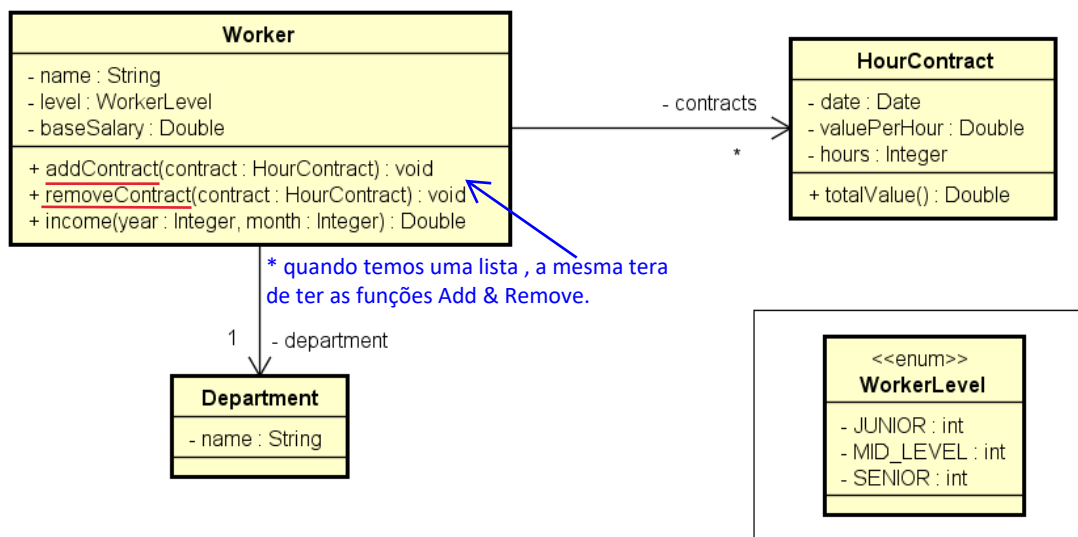 Worker
- name : String
- level : WorkerLevel
- baseSalary : Double
+ addContract(contract : HourContract) : void
+ removeContract(contract : HourContract) : void
+ income(year : Integer, month : Integer) : Double
- contracts
*
HourContract
- date : Date
- valuePerHour : Double
- hours : Integer
+ totalValue() : Double
* quando temos uma lista , a mesma tera
de ter as funções Add & Remove.
1
- department
Department
- name : String
<<enum>>
WorkerLevel
- JUNIOR : int
- MID_LEVEL : int
- SENIOR : int